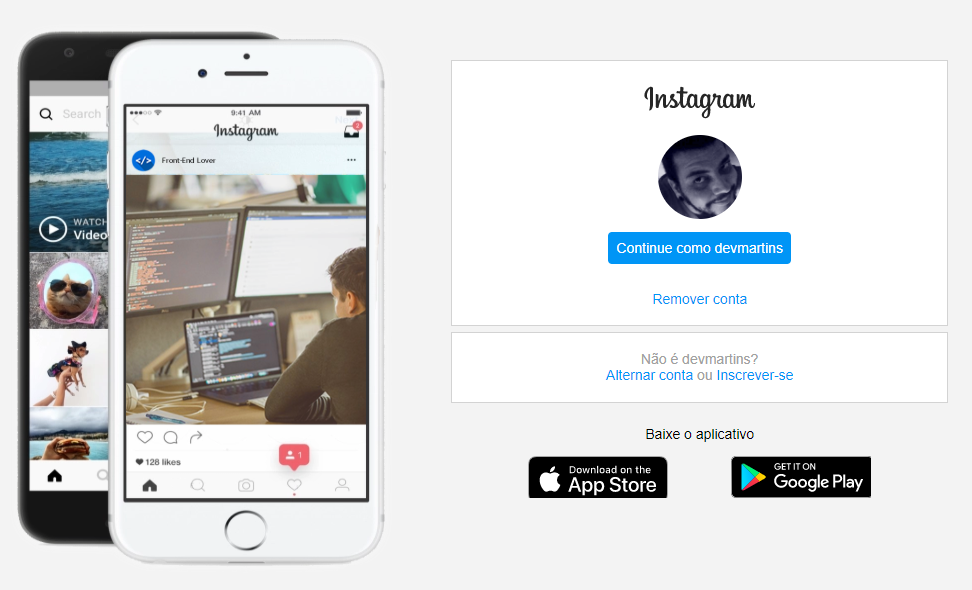 Search
WATCH
Video
9:41 AM
Instagram
</>
Front-End Lover
128 likes
1
Instagram
Continue como devmartins
Remover conta
Não é devmartins?
Alternar conta ou Inscrever-se
Baixe o aplicativo
Download on the
App Store
GET IT ON
Google Play